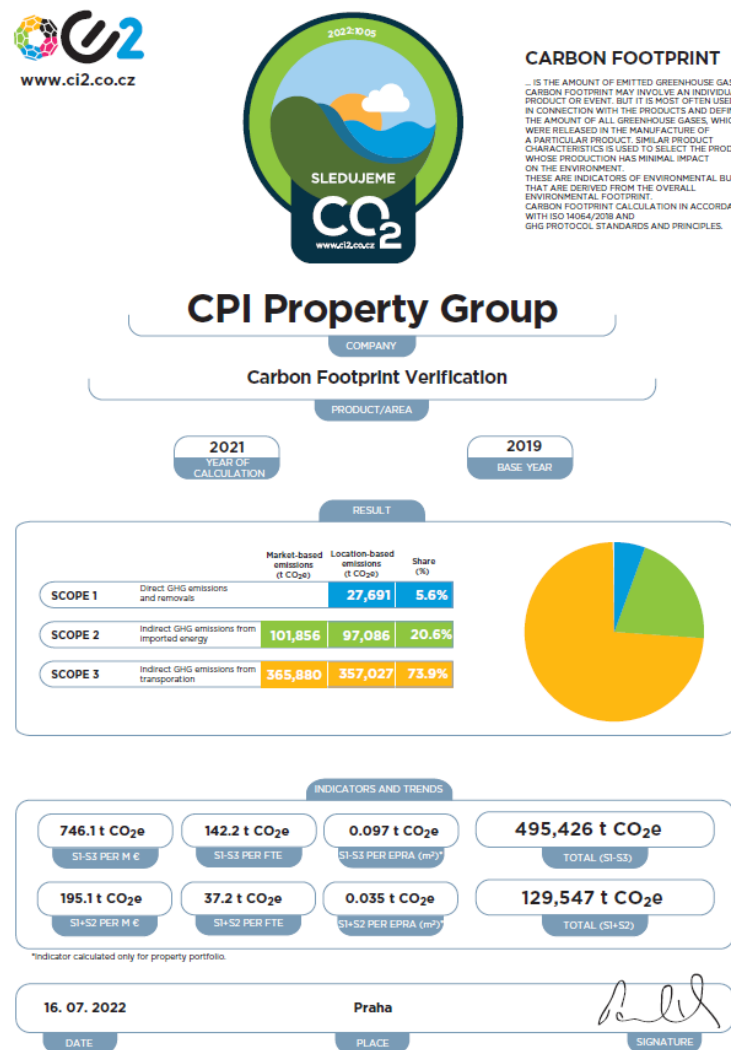 CI2
www.ci2.co.cz
2022:1005
SLEDUJEME
CO2
www.ci2.co.cz
CARBON FOOTPRINT
... IS THE AMOUNT OF EMITTED GREENHOUSE GAS
CARBON FOOTPRINT MAY INVOLVE AN INDIVIDU
PRODUCT OR EVENT. BUT IT IS MOST OFTEN USE
IN CONNECTION WITH THE PRODUCTS AND DEFIN
THE AMOUNT OF ALL GREENHOUSE GASES, WHIC
WERE RELEASED IN THE MANUFACTURE OF
A PARTICULAR PRODUCT. SIMILAR PRODUCT
CHARACTERISTICS IS USED TO SELECT THE PROD
WHOSE PRODUCTION HAS MINIMAL IMPACT
ON THE ENVIRONMENT.
THESE ARE INDICATORS OF ENVIRONMENTAL BU
THAT ARE DERIVED FROM THE OVERALL
ENVIRONMENTAL FOOTPRINT.
CARBON FOOTPRINT CALCULATION IN ACCORDA
WITH ISO 14064/2018 AND
GHG PROTOCOL STANDARDS AND PRINCIPLES.
CPI Property Group
COMPANY
Carbon Footprint Verification
PRODUCT/AREA
2021
YEAR OF
CALCULATION
2019
BASE YEAR
RESULT
Market-based emissions (t CO2e) Location-based emissions (t CO2e) Share (%)
SCOPE 1 Direct GHG emissions and removals 27,691 5.6%
SCOPE 2 Indirect GHG emissions from imported energy 101,856 97,086 20.6%
SCOPE 3 Indirect GHG emissions from transporation 365,880 357,027 73.9%
INDICATORS AND TRENDS
746.1 t CO2e 142.2 t CO2e 0.097 t CO2e 495,426 t CO2e
S1-S3 PER M € S1-S3 PER FTE S1-S3 PER EPRA (m²)* TOTAL (S1-S3)
195.1 t CO2e 37.2 t CO2e 0.035 t CO2e 129,547 t CO2e
S1+S2 PER M € S1+S2 PER FTE S1+S2 PER EPRA (m²)* TOTAL (S1+S2)
*Indicator calculated only for property portfolio.
16. 07. 2022 Praha
DATE PLACE SIGNATURE